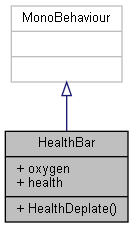 MonoBehaviour
HealthBar
+ oxygen
+ health
+ HealthDeplate()